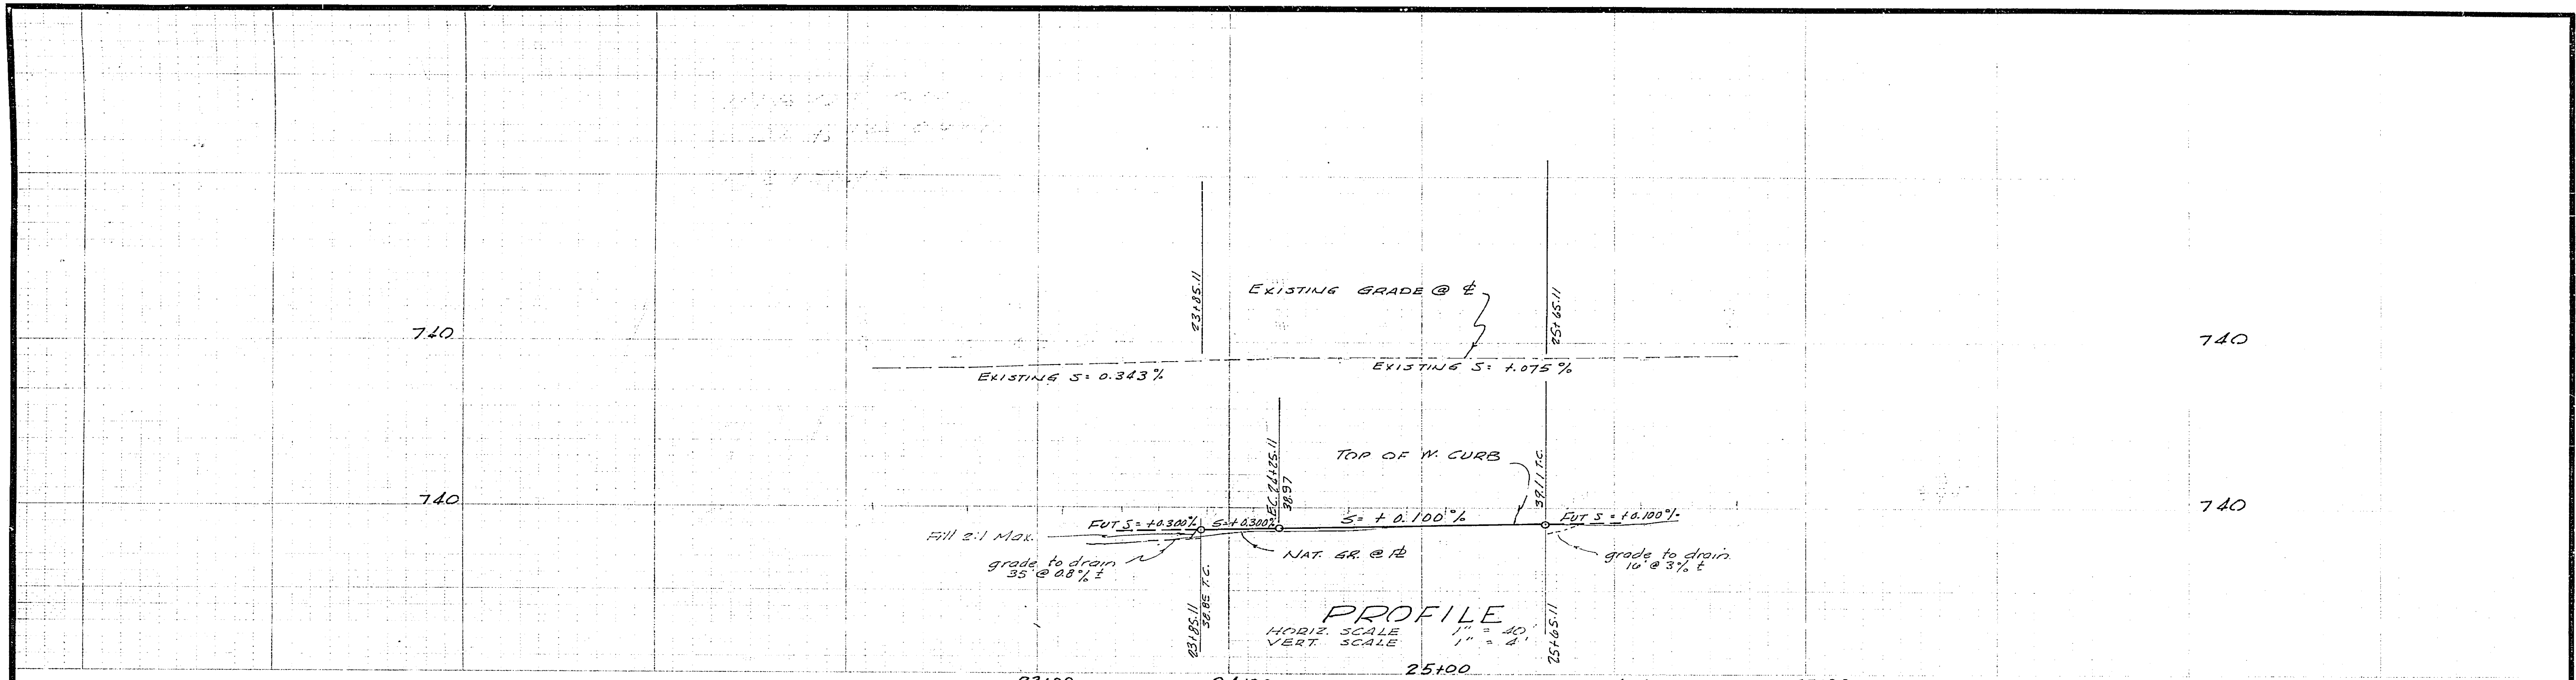 23+85.11
25+65.11
EXISTING GRADE @ ℄
740
740
EXISTING S= 0.343%
EXISTING S= +.075%
E.C. 24+25.11
38.97
TOP OF W. CURB
39.11 T.C.
740
740
FUT S = +0.300%
S=+0.300%
S= + 0.100%
FUT S = +0.100%
Fill 2:1 Max.
NAT. GR. @ ⅊
grade to drain
35' @ 0.8% ±
grade to drain
16' @ 3% ±
23+85.11
38.85 T.C.
25+65.11
PROFILE
HORIZ. SCALE 1" = 40'
VERT. SCALE 1" = 4'
25+00